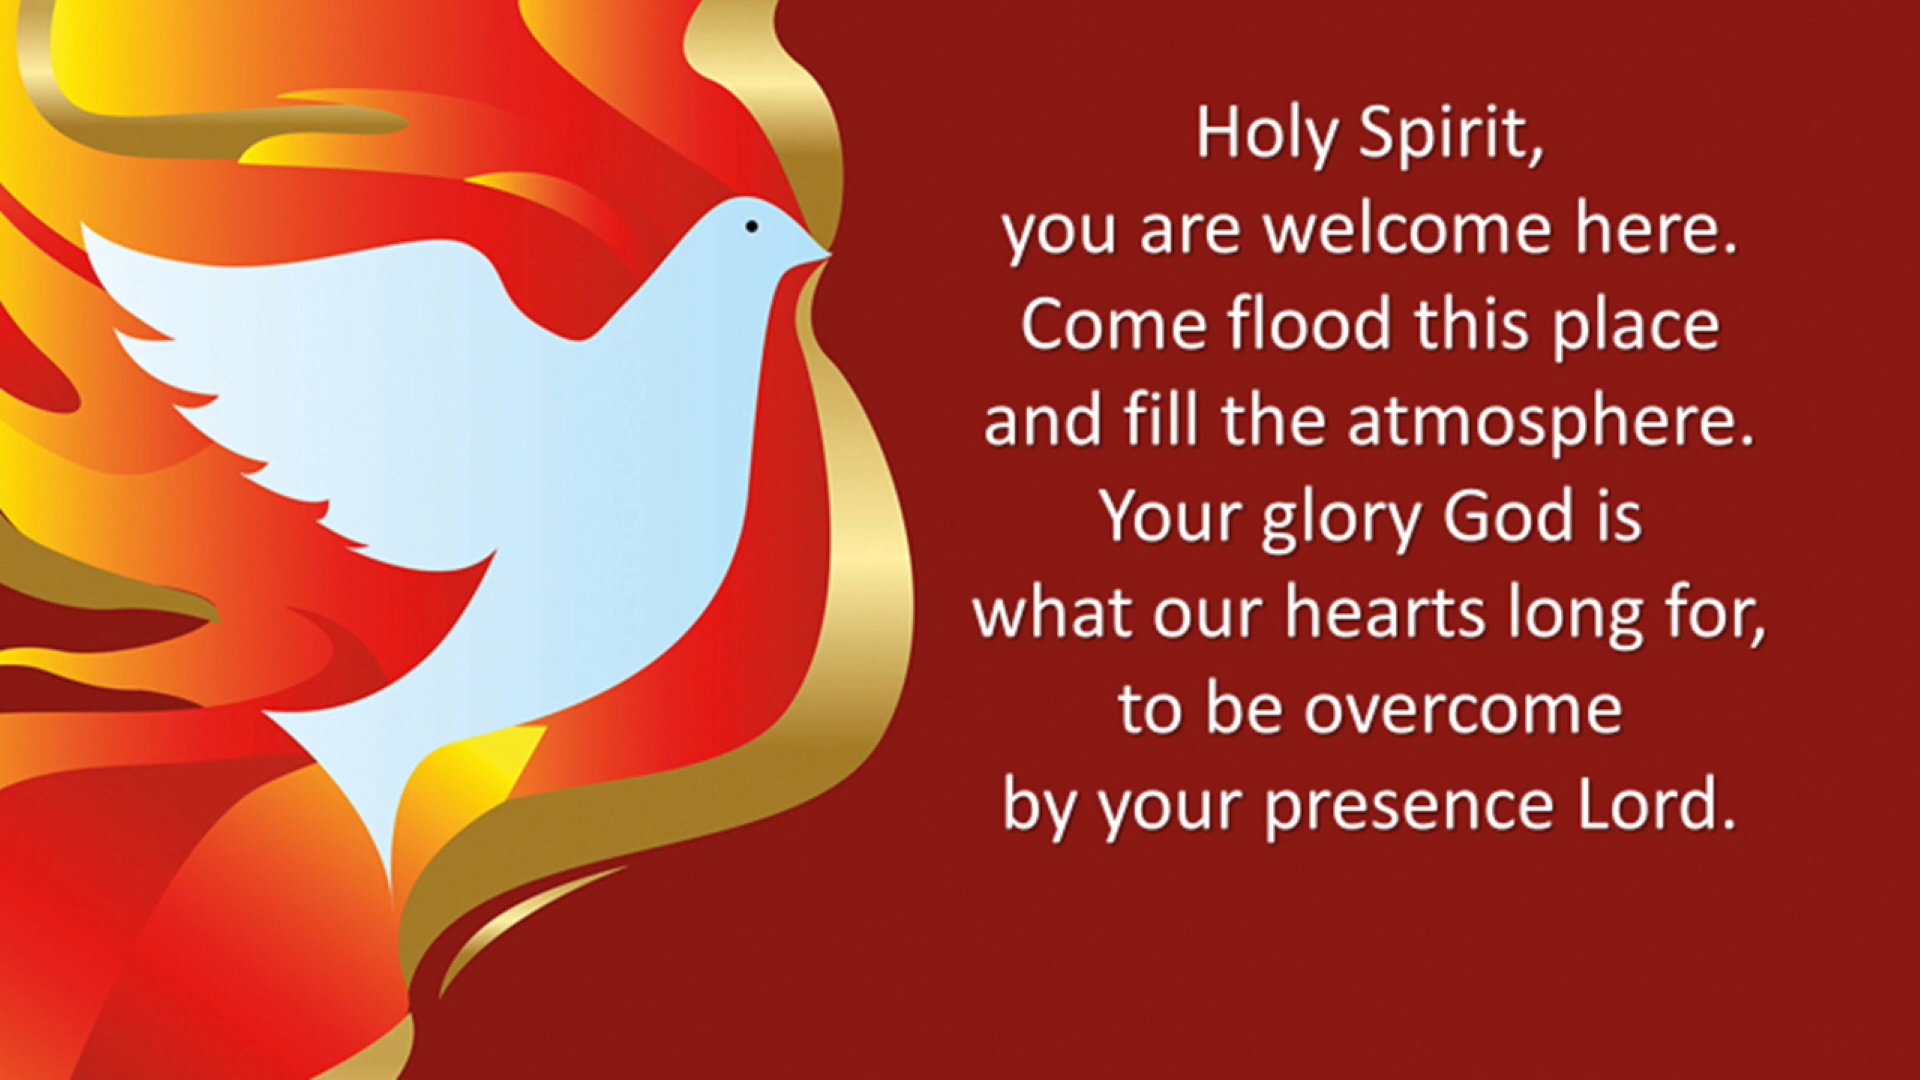 Holy Spirit,
you are welcome here.
Come flood this place
and fill the atmosphere.
Your glory God is
what our hearts long for,
to be overcome
by your presence Lord.